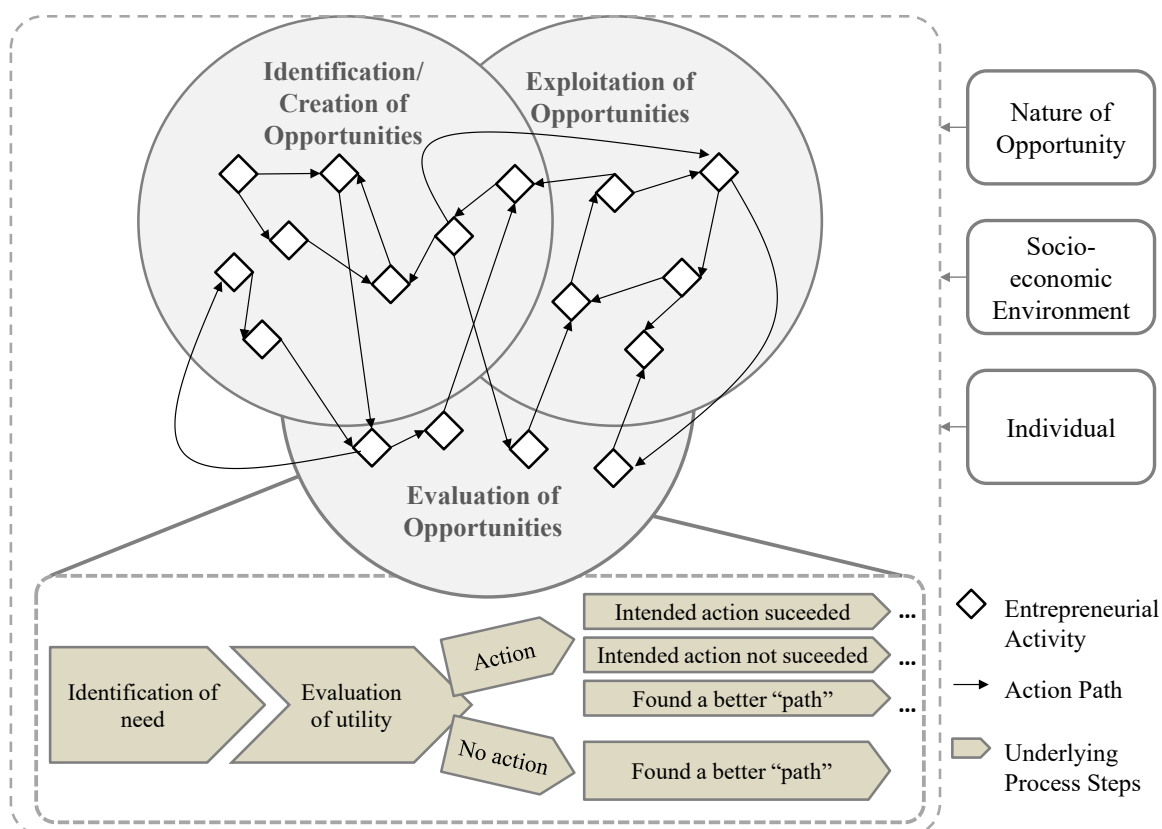 Identification/
Creation of
Opportunities
Exploitation of
Opportunities
Evaluation of
Opportunities
Nature of
Opportunity
Socio-
economic
Environment
Individual
Identification of
need
Evaluation
of utility
Action
No action
Intended action suceeded
...
Intended action not suceeded
...
Found a better “path”
...
Found a better “path”
Entrepreneurial
Activity
Action Path
Underlying
Process Steps